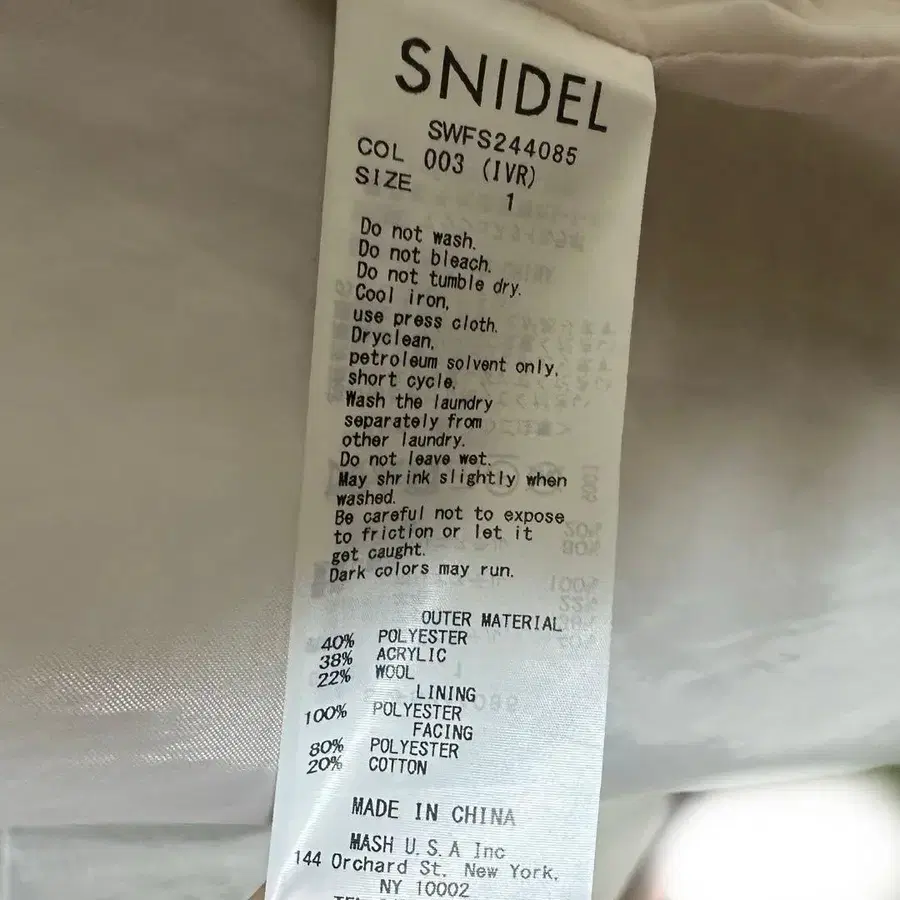 SNIDEL
SWFS244085
COL 003 (IVR)
SIZE 1
Do not wash.
Do not bleach.
Do not tumble dry.
Cool iron,
use press cloth.
Dryclean,
petroleum solvent only,
short cycle.
Wash the laundry
separately from
other laundry.
Do not leave wet.
May shrink slightly when
washed.
Be careful not to expose
to friction or let it
get caught.
Dark colors may run.
OUTER MATERIAL
40% POLYESTER
38% ACRYLIC
22% WOOL
LINING
100% POLYESTER
FACING
80% POLYESTER
20% COTTON
MADE IN CHINA
MASH U.S.A Inc
144 Orchard St. New York,
NY 10002